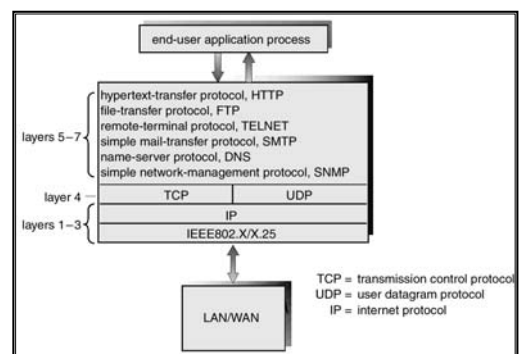 end-user application process
hypertext-transfer protocol, HTTP
file-transfer protocol, FTP
remote-terminal protocol, TELNET
simple mail-transfer protocol, SMTP
name-server protocol, DNS
simple network-management protocol, SNMP
layers 5–7
layer 4
TCP
UDP
layers 1–3
IP
IEEE802.X/X.25
LAN/WAN
TCP = transmission control protocol
UDP = user datagram protocol
IP = internet protocol